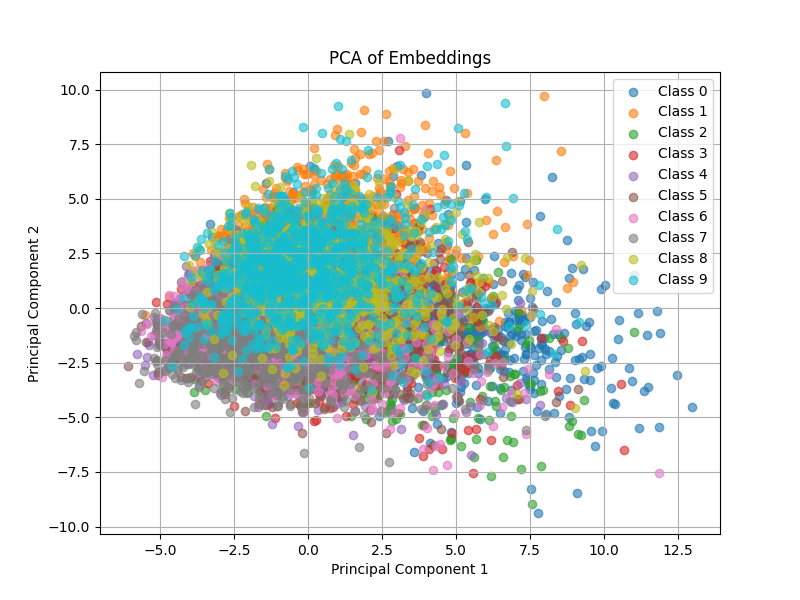 PCA of Embeddings
10.0
7.5
5.0
2.5
0.0
−2.5
−5.0
−7.5
−10.0
Principal Component 2
Class 0
Class 1
Class 2
Class 3
Class 4
Class 5
Class 6
Class 7
Class 8
Class 9
−5.0 −2.5 0.0 2.5 5.0 7.5 10.0 12.5
Principal Component 1